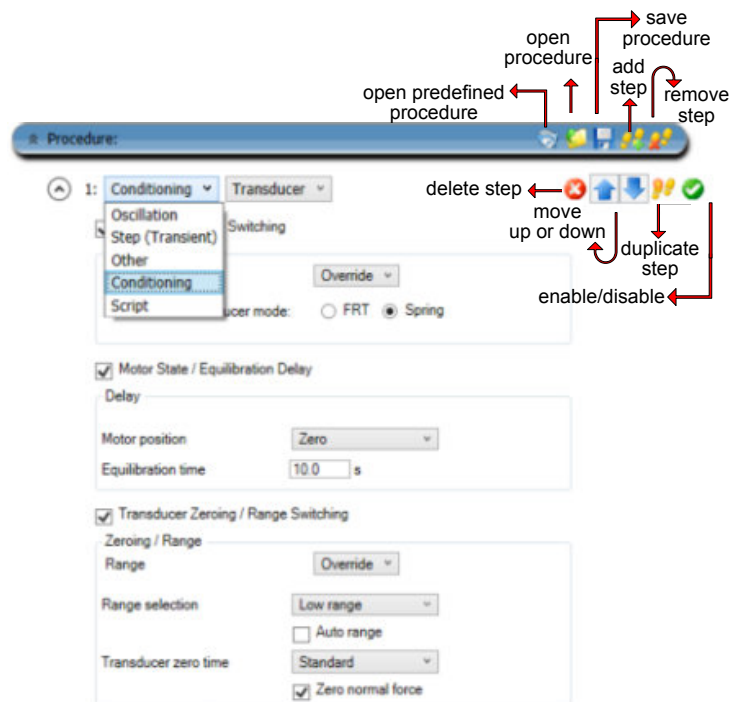 save
procedure
open
procedure
add
step
remove
step
open predefined
procedure
Procedure:
1: Conditioning Transducer
delete step
Oscillation
Step (Transient)
Other
Conditioning
Script
Switching
move
up or down
duplicate
step
enable/disable
Override
ucer mode: FRT Spring
Motor State / Equilibration Delay
Delay
Motor position Zero
Equilibration time 10.0 s
Transducer Zeroing / Range Switching
Zeroing / Range
Range Override
Range selection Low range
Auto range
Transducer zero time Standard
Zero normal force